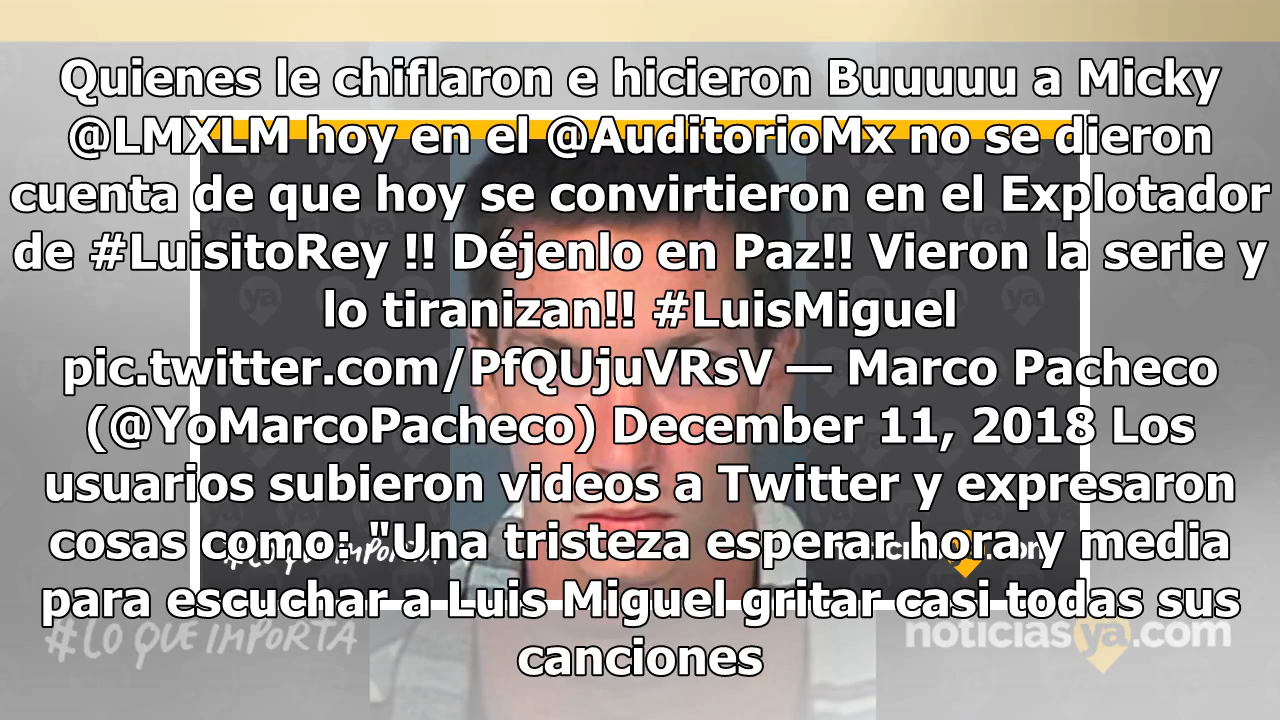 Quienes le chiflaron e hicieron Buuuuu a Micky
@LMXLM hoy en el @AuditorioMx no se dieron
cuenta de que hoy se convirtieron en el Explotador
de #LuisitoRey !! Déjenlo en Paz!! Vieron la serie y
lo tiranizan!! #LuisMiguel
pic.twitter.com/PfQUjuVRsV — Marco Pacheco
(@YoMarcoPacheco) December 11, 2018 Los
usuarios subieron videos a Twitter y expresaron
cosas como: "Una tristeza esperar hora y media
para escuchar a Luis Miguel gritar casi todas sus
canciones
#LO QUE IMPORTA
noticiasya.com